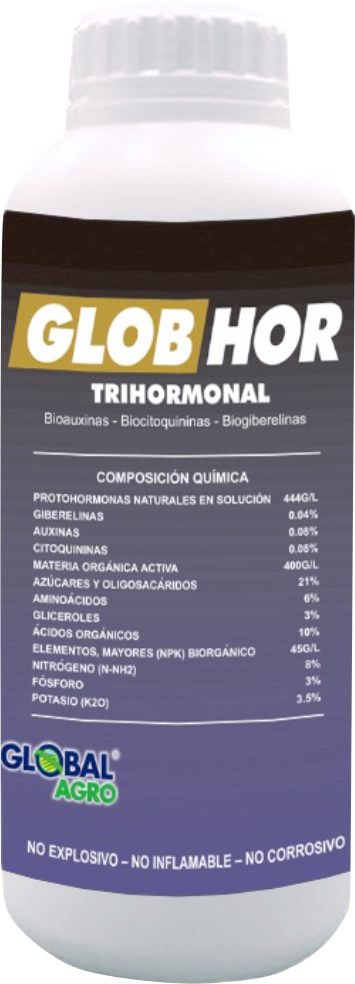 GLOB HOR
TRIHORMONAL
Bioauxinas - Biocitoquininas - Biogiberelinas
COMPOSICIÓN QUÍMICA
PROTOHORMONAS NATURALES EN SOLUCIÓN 444G/L
GIBERELINAS 0.04%
AUXINAS 0.08%
CITOQUININAS 0.08%
MATERIA ORGÁNICA ACTIVA 400G/L
AZÚCARES Y OLIGOSACÁRIDOS 21%
AMINOÁCIDOS 6%
GLICEROLES 3%
ÁCIDOS ORGÁNICOS 10%
ELEMENTOS, MAYORES (NPK) BIORGÁNICO 45G/L
NITRÓGENO (N-NH2) 8%
FÓSFORO 3%
POTASIO (K2O) 3.5%
GLOBAL®
AGRO
NO EXPLOSIVO – NO INFLAMABLE – NO CORROSIVO